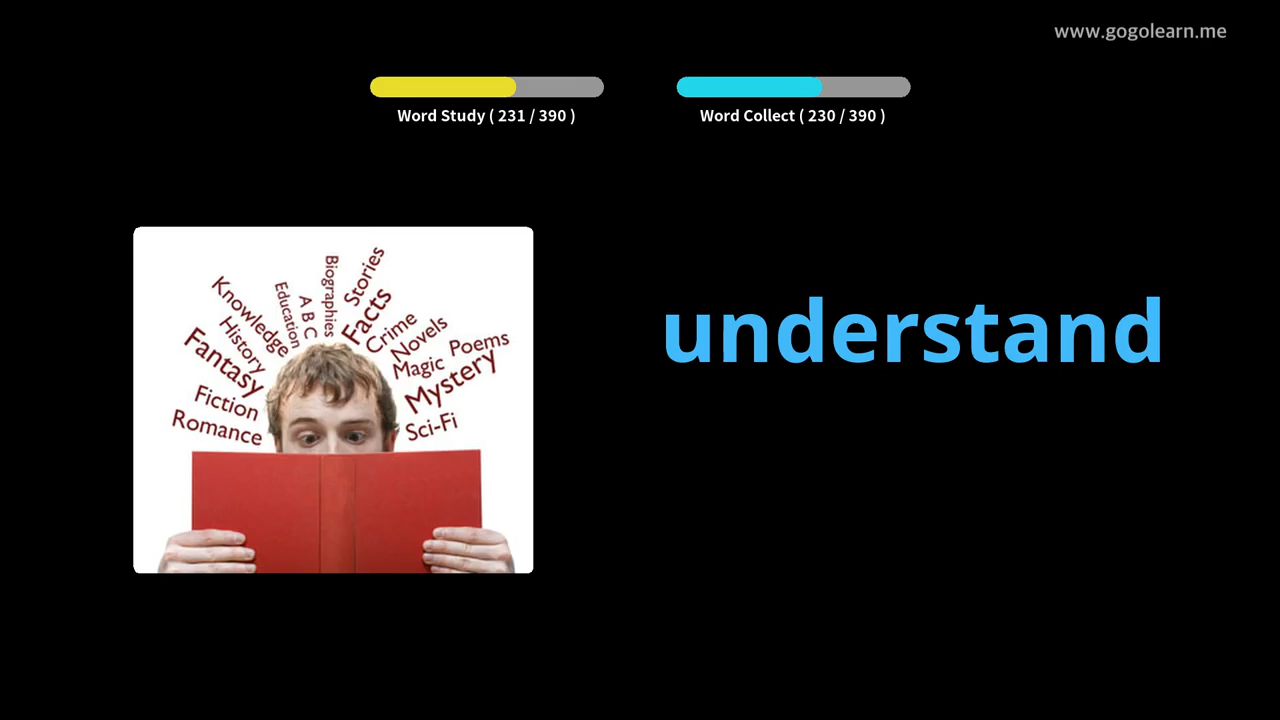 www.gogolearn.me
Word Study ( 231 / 390 )
Word Collect ( 230 / 390 )
understand
Biographies
Stories
Education
A B C
Facts
Knowledge
Crime
History
Novels
Fantasy
Magic
Poems
Fiction
Mystery
Romance
Sci-Fi